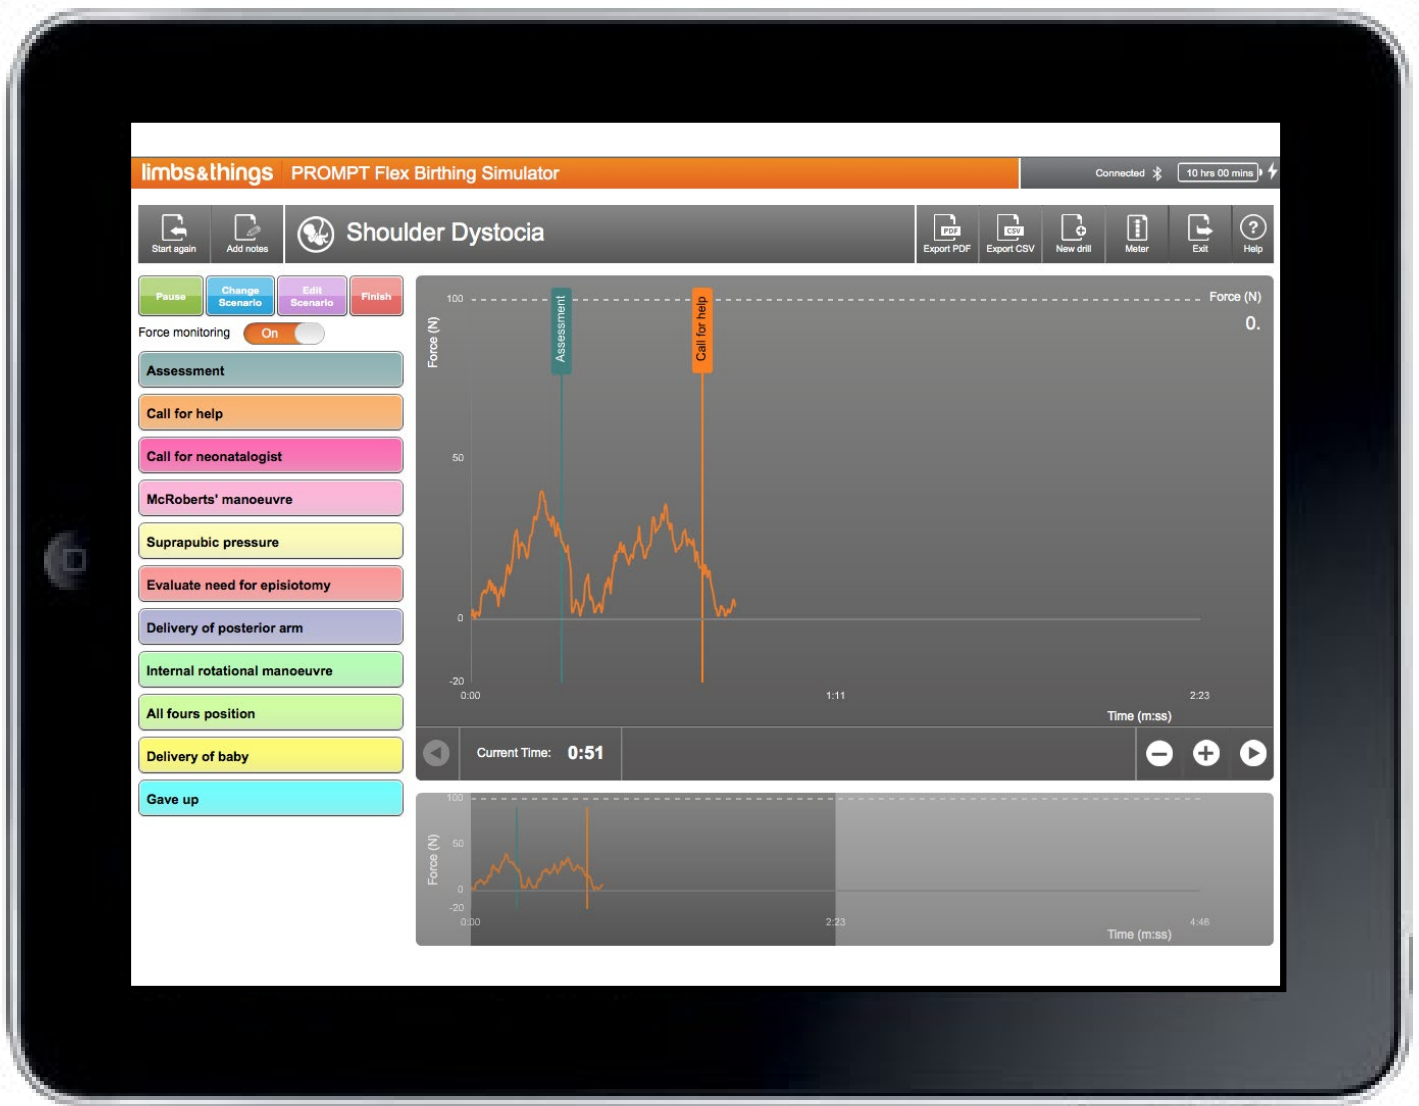 limbs&things PROMPT Flex Birthing Simulator
Connected 10 hrs 00 mins
Start again
Add notes
Shoulder Dystocia
PDF
Export PDF
CSV
Export CSV
New drill
Meter
Exit
?
Help
Pause
Change
Scenario
Edit
Scenario
Finish
Force monitoring On
Assessment
Call for help
Call for neonatalogist
McRoberts' manoeuvre
Suprapubic pressure
Evaluate need for episiotomy
Delivery of posterior arm
Internal rotational manoeuvre
All fours position
Delivery of baby
Gave up
Force (N)
100
50
0
-20
Assessment
Call for help
Force (N)
0.
0:00
1:11
2:23
Time (m:ss)
Current Time: 0:51
Force (N)
100
50
0
-20
0:00
2:23
4:46
Time (m:ss)